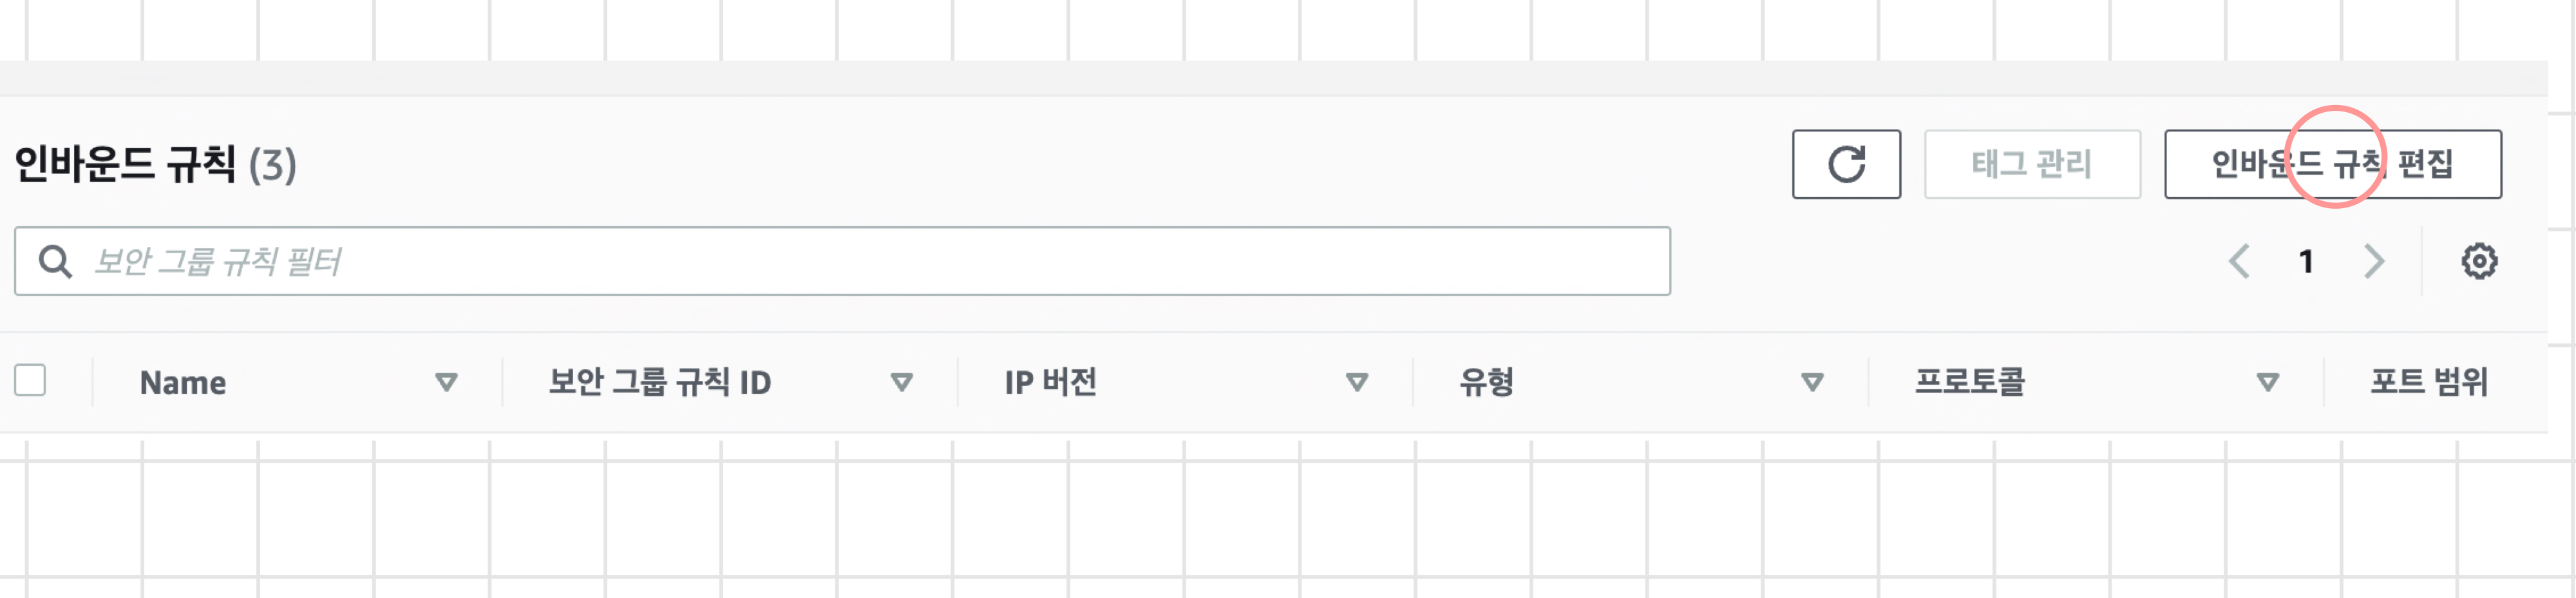 인바운드 규칙 (3)
태그 관리
인바운드 규칙 편집
보안 그룹 규칙 필터
1
Name
보안 그룹 규칙 ID
IP 버전
유형
프로토콜
포트 범위